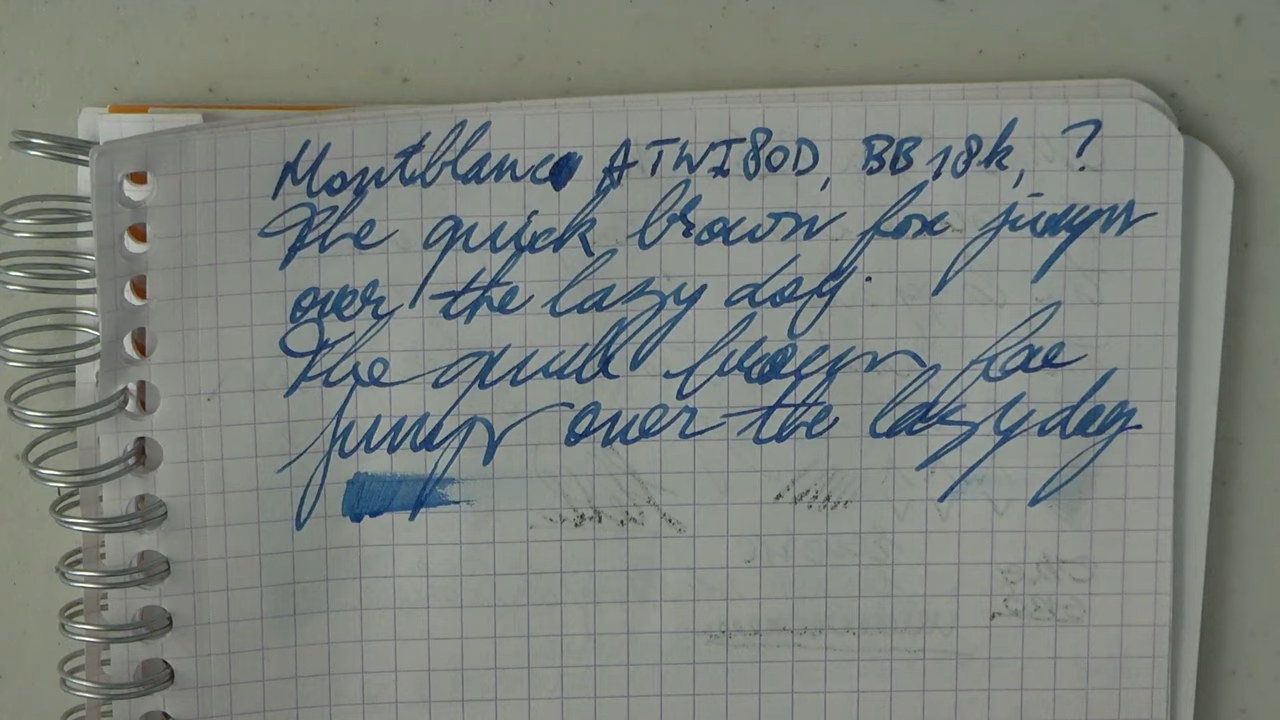 Montblanc ATWI80D, BB 18k, ?
The quick brown fox jumps
over the lazy dog.
The quick brown fox
jumps over the lazy dog